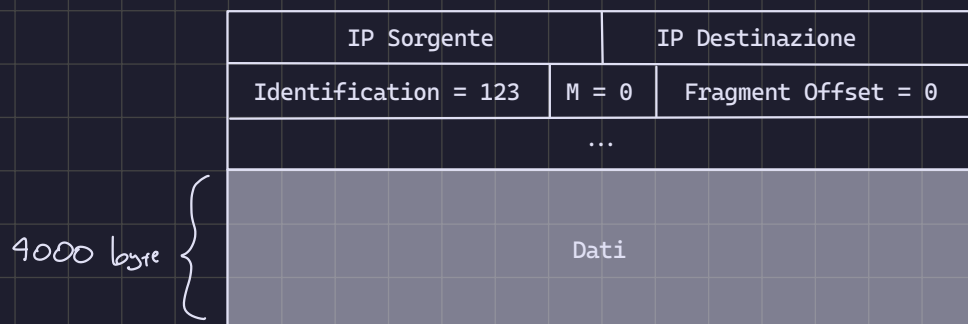 IP Sorgente IP Destinazione
Identification = 123 M = 0 Fragment Offset = 0
...
4000 byte
Dati